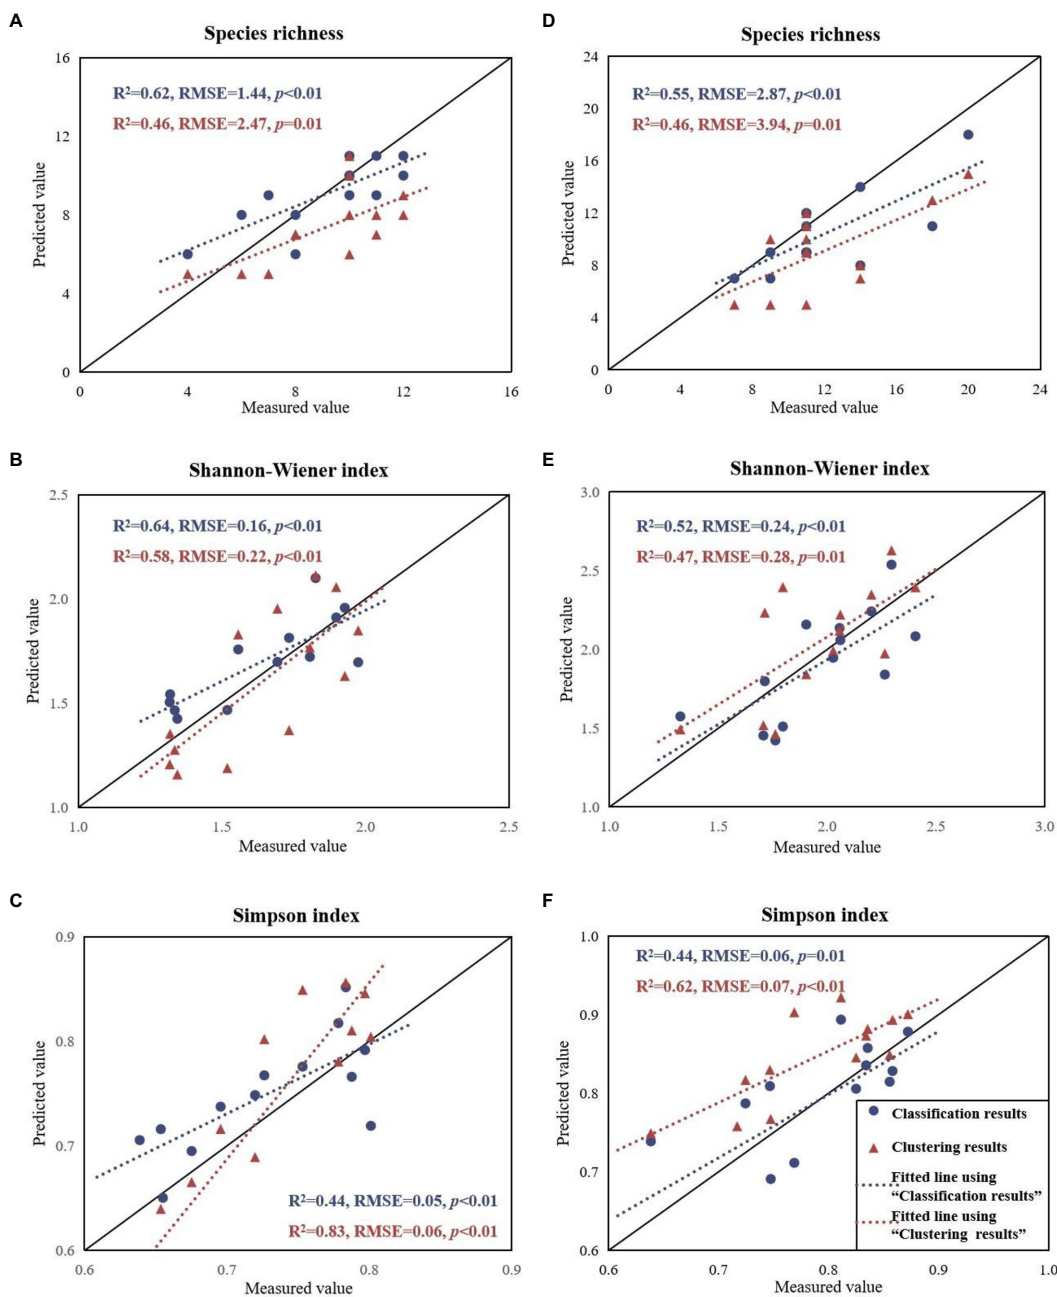 A
Species richness
R²=0.62, RMSE=1.44, p<0.01
R²=0.46, RMSE=2.47, p=0.01
16
12
8
4
0
Predicted value
0 4 8 12 16
Measured value
D
Species richness
R²=0.55, RMSE=2.87, p<0.01
R²=0.46, RMSE=3.94, p=0.01
24
20
16
12
8
4
0
Predicted value
0 4 8 12 16 20 24
Measured value
B
Shannon-Wiener index
R²=0.64, RMSE=0.16, p<0.01
R²=0.58, RMSE=0.22, p<0.01
2.5
2.0
1.5
1.0
Predicted value
1.0 1.5 2.0 2.5
Measured value
E
Shannon-Wiener index
R²=0.52, RMSE=0.24, p<0.01
R²=0.47, RMSE=0.28, p=0.01
3.0
2.5
2.0
1.5
1.0
Predicted value
1.0 1.5 2.0 2.5 3.0
Measured value
C
Simpson index
0.9
0.8
0.7
0.6
Predicted value
R²=0.44, RMSE=0.05, p<0.01
R²=0.83, RMSE=0.06, p<0.01
0.6 0.7 0.8 0.9
Measured value
F
Simpson index
R²=0.44, RMSE=0.06, p=0.01
R²=0.62, RMSE=0.07, p<0.01
1.0
0.9
0.8
0.7
0.6
Predicted value
Classification results
Clustering results
Fitted line using
“Classification results”
Fitted line using
“Clustering results”
0.6 0.7 0.8 0.9 1.0
Measured value